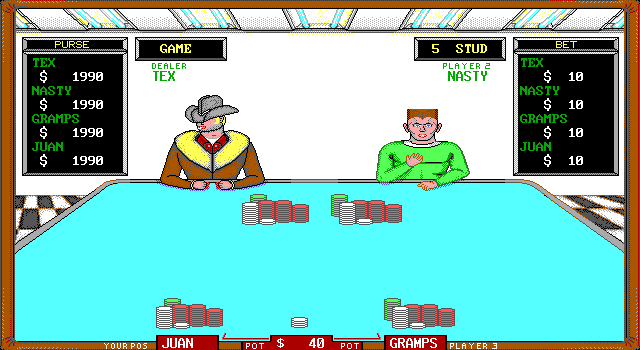 PURSE
TEX
$ 1990
NASTY
$ 1990
GRAMPS
$ 1990
JUAN
$ 1990
GAME
DEALER
TEX
5 STUD
PLAYER 2
NASTY
BET
TEX
$ 10
NASTY
$ 10
GRAMPS
$ 10
JUAN
$ 10
YOUR POS JUAN POT $ 40 POT GRAMPS PLAYER 3